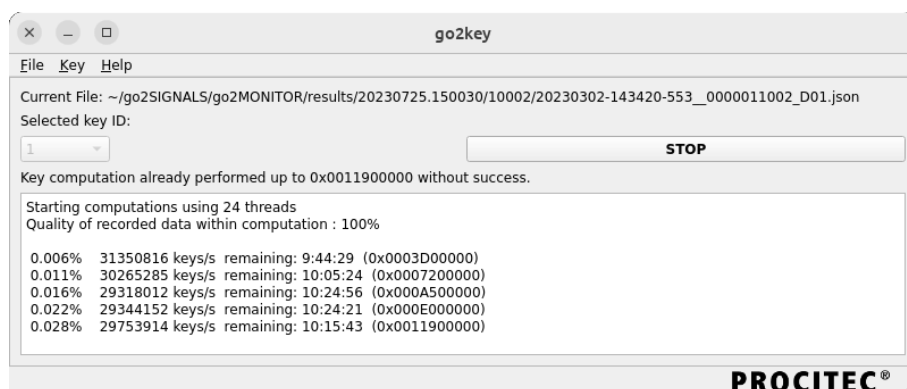 go2key
File Key Help
Current File: ~/go2SIGNALS/go2MONITOR/results/20230725.150030/10002/20230302-143420-553__0000011002_D01.json
Selected key ID:
1
STOP
Key computation already performed up to 0x0011900000 without success.
Starting computations using 24 threads
Quality of recorded data within computation : 100%
0.006% 31350816 keys/s remaining: 9:44:29 (0x0003D00000)
0.011% 30265285 keys/s remaining: 10:05:24 (0x0007200000)
0.016% 29318012 keys/s remaining: 10:24:56 (0x000A500000)
0.022% 29344152 keys/s remaining: 10:24:21 (0x000E000000)
0.028% 29753914 keys/s remaining: 10:15:43 (0x0011900000)
PROCITEC®